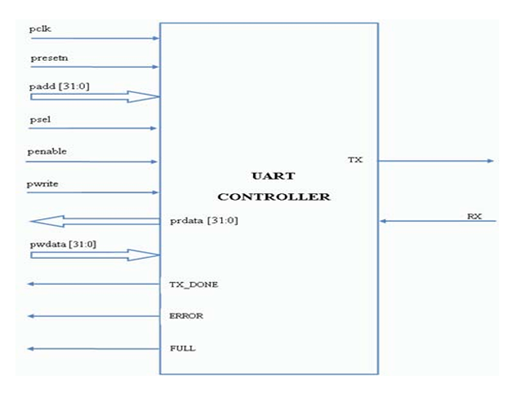 pclk
presetn
padd [31:0]
psel
penable
pwrite
prdata [31:0]
pwdata [31:0]
TX_DONE
ERROR
FULL
UART
CONTROLLER
TX
RX